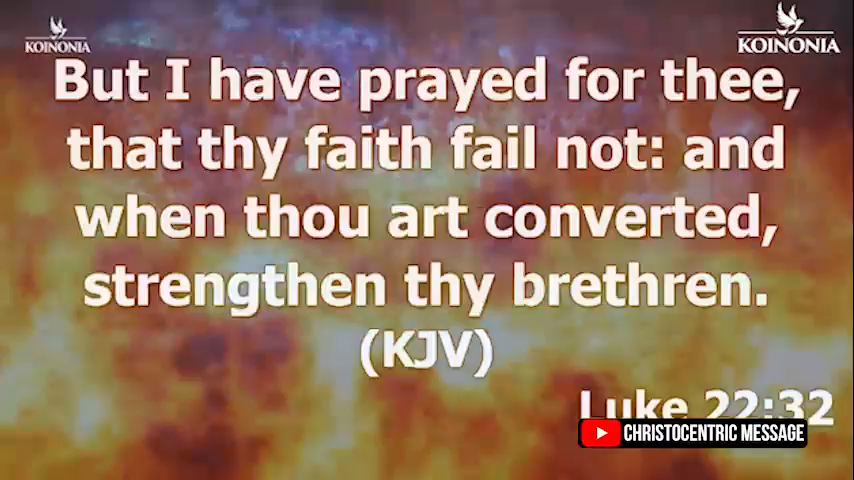 KOINONIA
KOINONIA
But I have prayed for thee,
that thy faith fail not: and
when thou art converted,
strengthen thy brethren.
(KJV)
Luke 22:32
CHRISTOCENTRIC MESSAGE